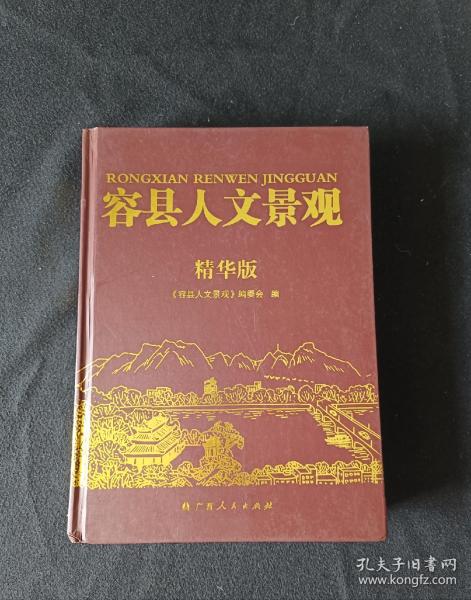 RONGXIAN RENWEN JINGGUAN
容县人文景观
精华版
《容县人文景观》编委会 编
广西人民出版社
孔夫子旧书网
www.kongfz.com